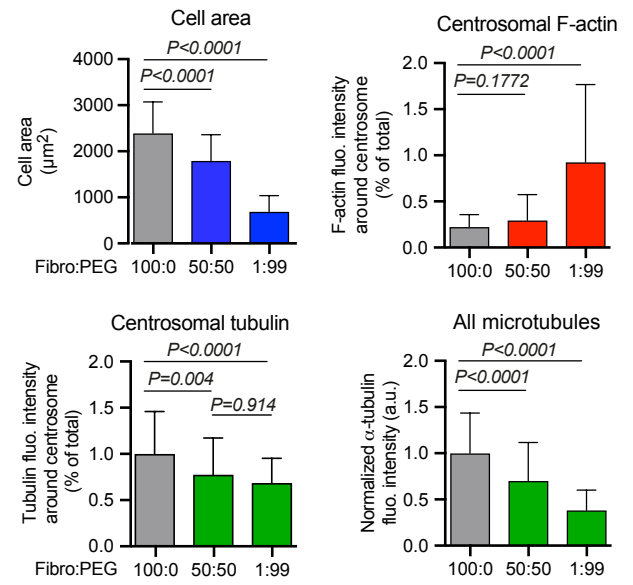 Cell area
P<0.0001
P<0.0001
Cell area
(μm²)
4000
3000
2000
1000
0
Fibro:PEG 100:0 50:50 1:99
Centrosomal F-actin
P<0.0001
P=0.1772
F-actin fluo. intensity
around centrosome
(% of total)
2.0
1.5
1.0
0.5
0.0
100:0 50:50 1:99
Centrosomal tubulin
P<0.0001
P=0.004
P=0.914
Tubulin fluo. intensity
around centrosome
(% of total)
2.0
1.5
1.0
0.5
0.0
Fibro:PEG 100:0 50:50 1:99
All microtubules
P<0.0001
P<0.0001
Normalized α-tubulin
fluo. intensity (a.u.)
2.0
1.5
1.0
0.5
0.0
100:0 50:50 1:99